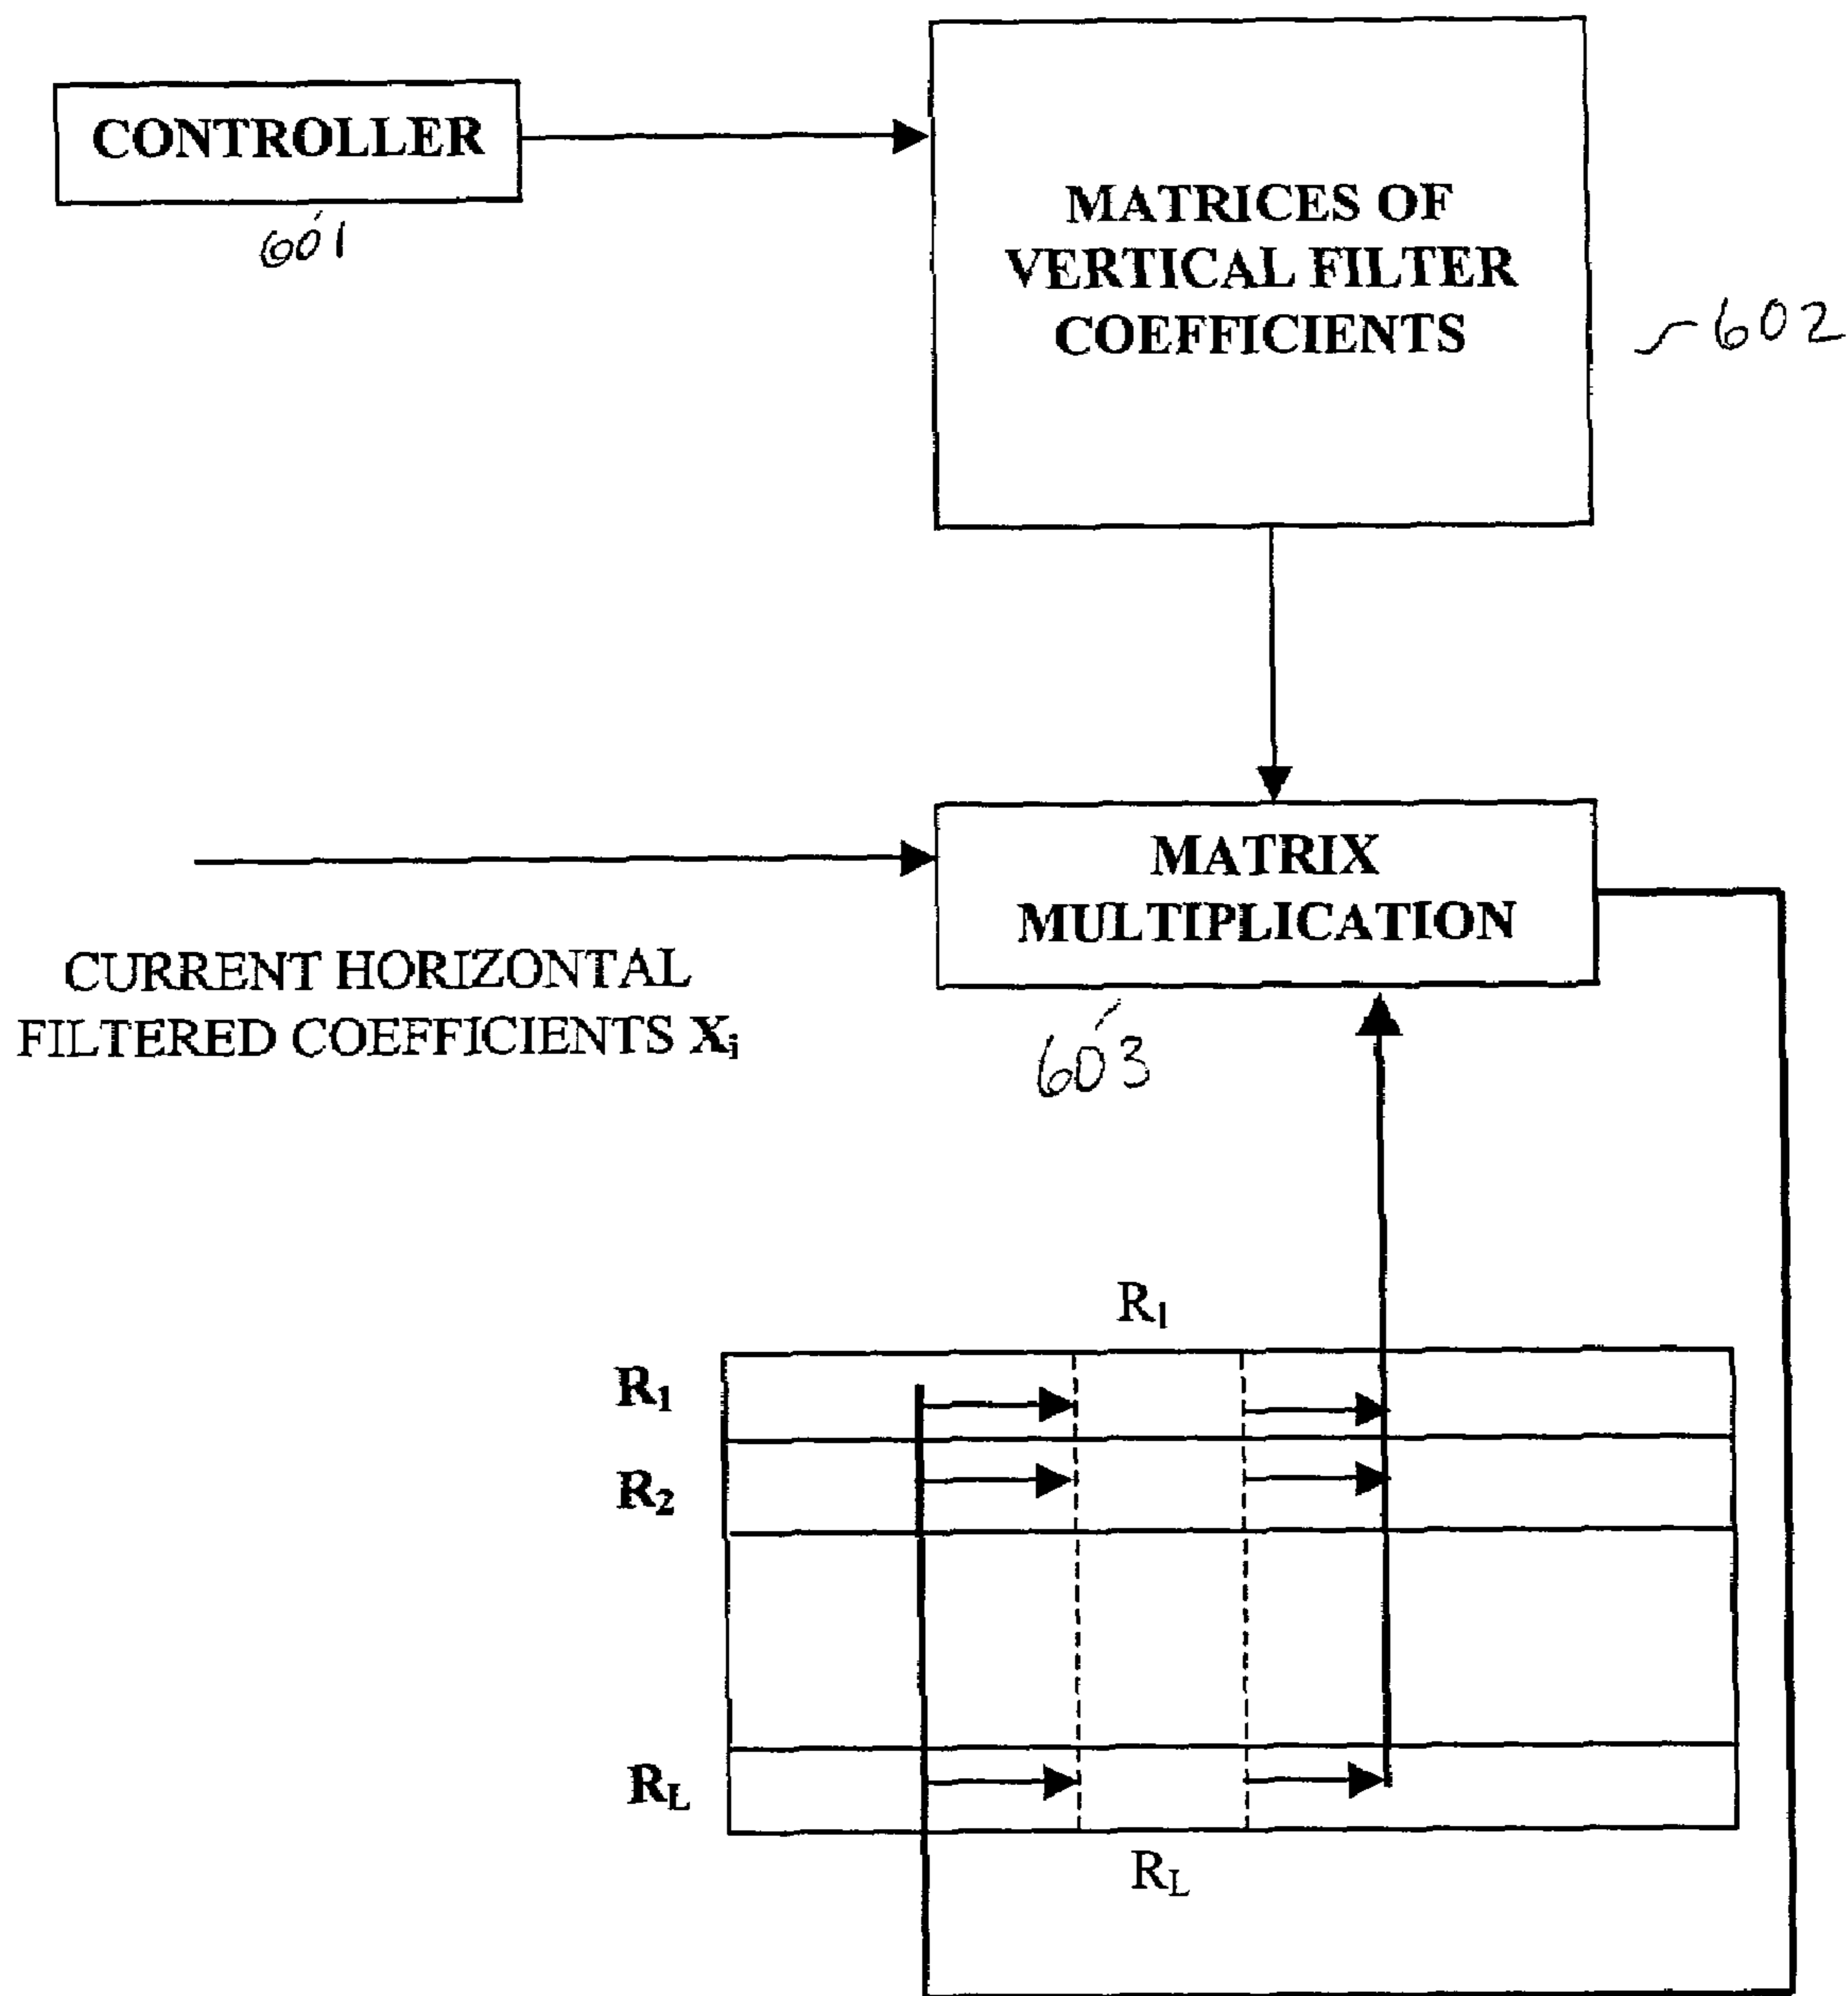 CONTROLLER
601
MATRICES OF
VERTICAL FILTER
COEFFICIENTS
602
MATRIX
MULTIPLICATION
603
CURRENT HORIZONTAL
FILTERED COEFFICIENTS Xi
R1
R1
R2
RL
RL